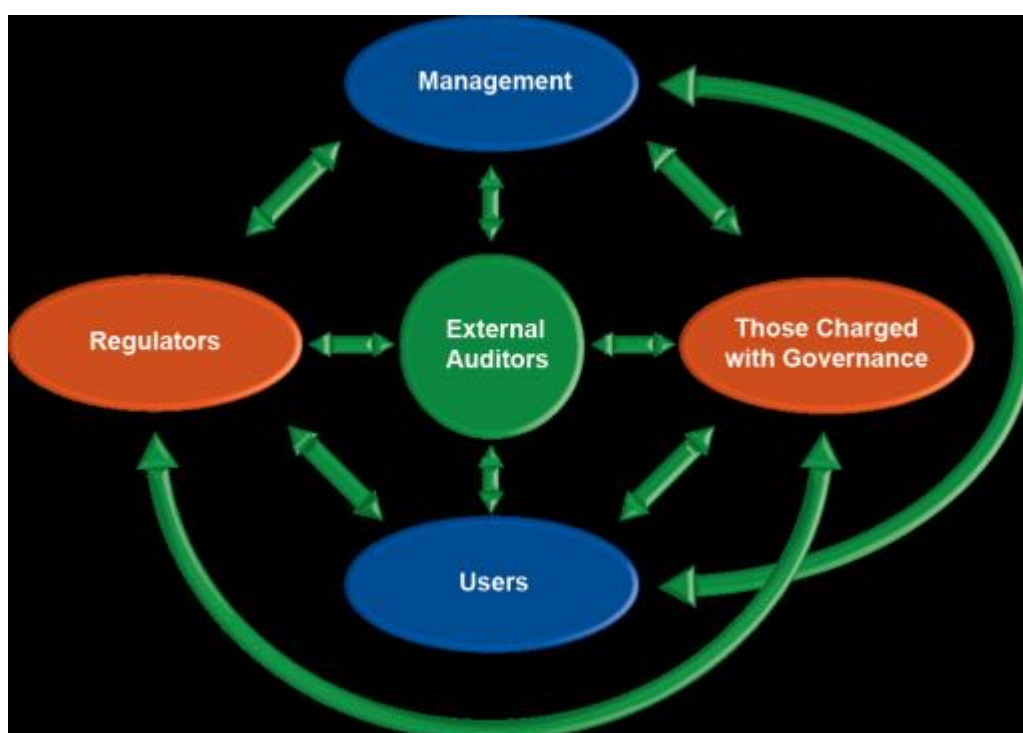 Management
Regulators
External
Auditors
Those Charged
with Governance
Users